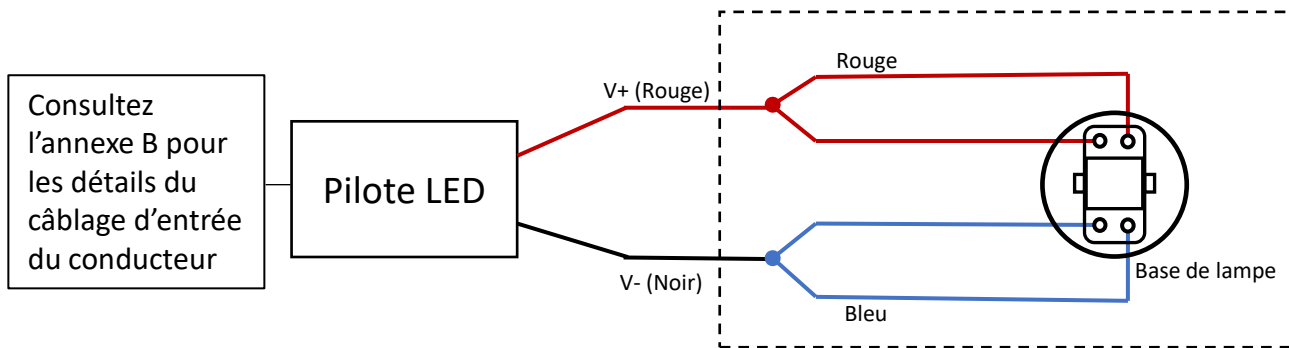 Consultez
l’annexe B pour
les détails du
câblage d’entrée
du conducteur
Pilote LED
V+ (Rouge)
V- (Noir)
Rouge
Bleu
Base de lampe